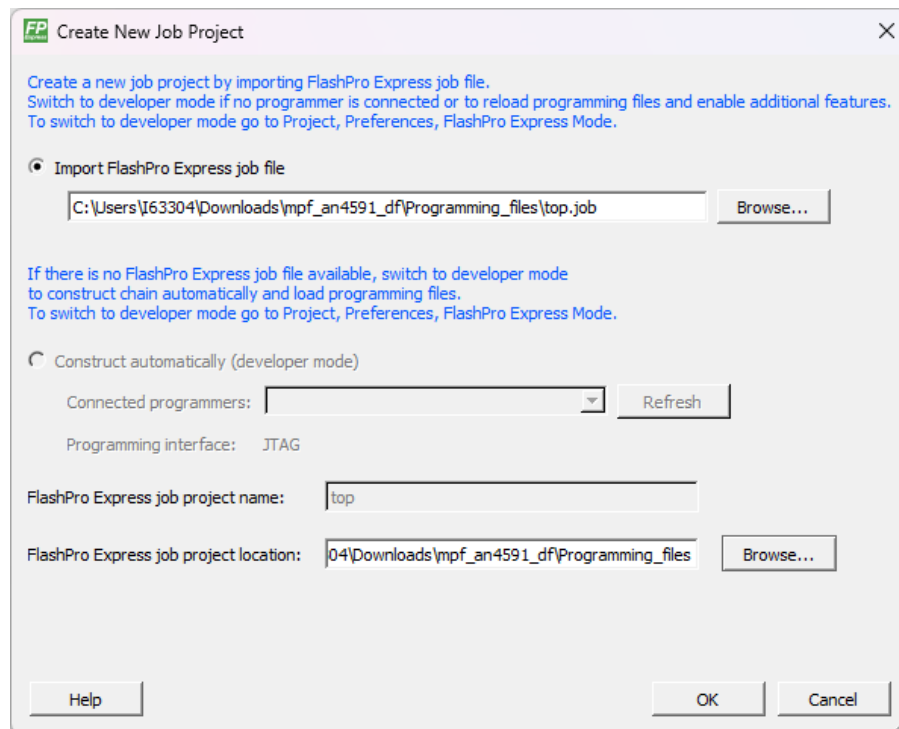 FP
Express
Create New Job Project
Create a new job project by importing FlashPro Express job file.
Switch to developer mode if no programmer is connected or to reload programming files and enable additional features.
To switch to developer mode go to Project, Preferences, FlashPro Express Mode.
Import FlashPro Express job file
C:\Users\I63304\Downloads\mpf_an4591_df\Programming_files\top.job
Browse...
If there is no FlashPro Express job file available, switch to developer mode
to construct chain automatically and load programming files.
To switch to developer mode go to Project, Preferences, FlashPro Express Mode.
Construct automatically (developer mode)
Connected programmers:
Refresh
Programming interface: JTAG
FlashPro Express job project name: top
FlashPro Express job project location: 04\Downloads\mpf_an4591_df\Programming_files
Browse...
Help
OK
Cancel